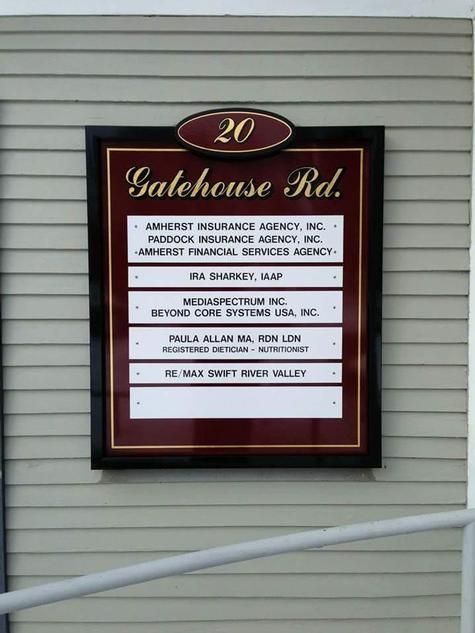 20
Gatehouse Rd.
AMHERST INSURANCE AGENCY, INC.
PADDOCK INSURANCE AGENCY, INC.
AMHERST FINANCIAL SERVICES AGENCY
IRA SHARKEY, IAAP
MEDIASPECTRUM INC.
BEYOND CORE SYSTEMS USA, INC.
PAULA ALLAN MA, RDN LDN
REGISTERED DIETICIAN - NUTRITIONIST
RE/MAX SWIFT RIVER VALLEY